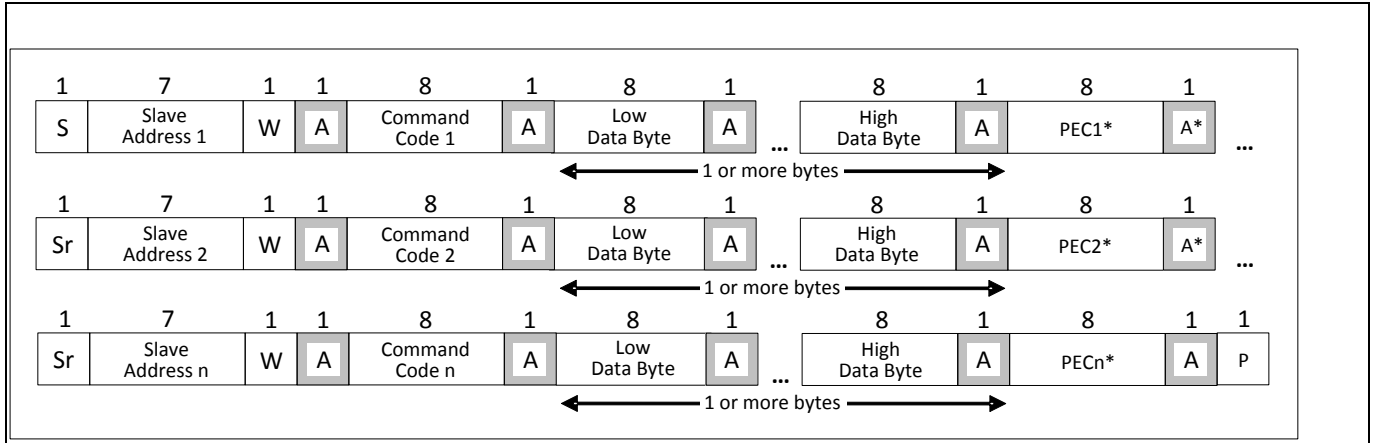 1 7 1 1 8 1 8 1 8 1 8 1
S Slave Address 1 W A Command Code 1 A Low Data Byte A ... High Data Byte A PEC1* A* ...
1 or more bytes
1 7 1 1 8 1 8 1 8 1 8 1
Sr Slave Address 2 W A Command Code 2 A Low Data Byte A ... High Data Byte A PEC2* A* ...
1 or more bytes
1 7 1 1 8 1 8 1 8 1 8 1 1
Sr Slave Address n W A Command Code n A Low Data Byte A ... High Data Byte A PECn* A P
1 or more bytes